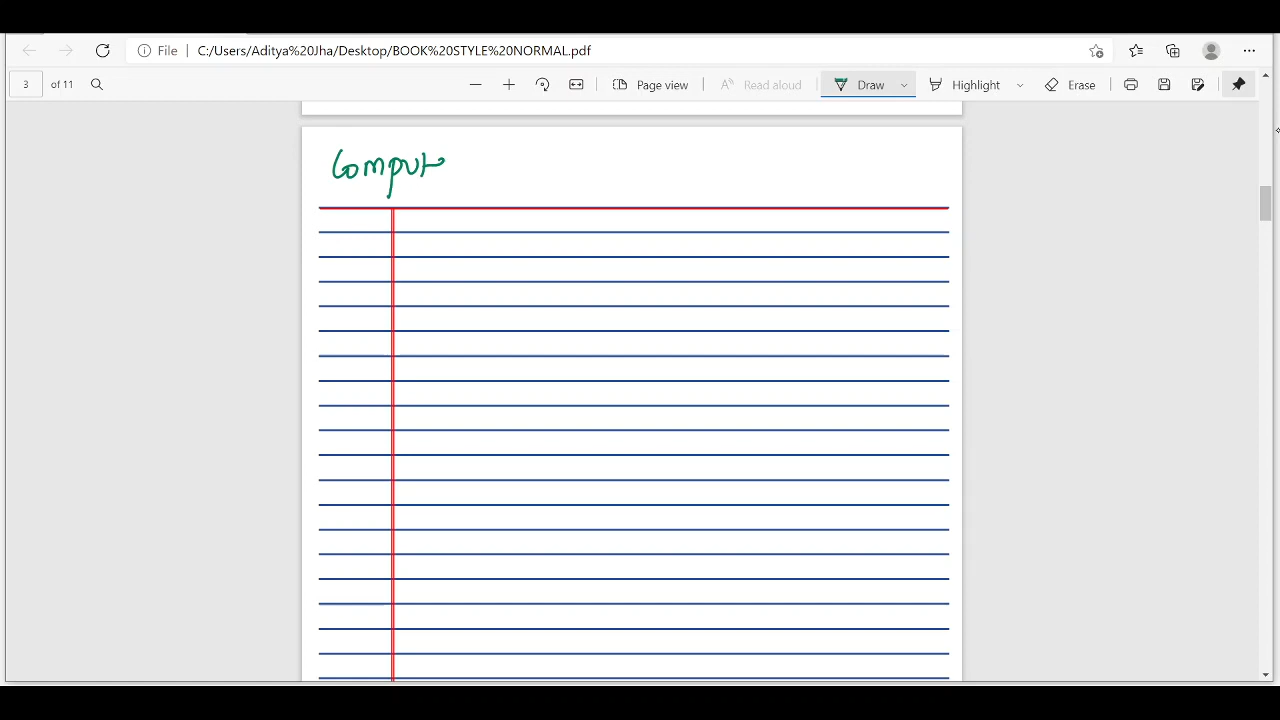 File C:/Users/Aditya%20Jha/Desktop/BOOK%20STYLE%20NORMAL.pdf
3 of 11 Page view Read aloud Draw Highlight Erase
Comput